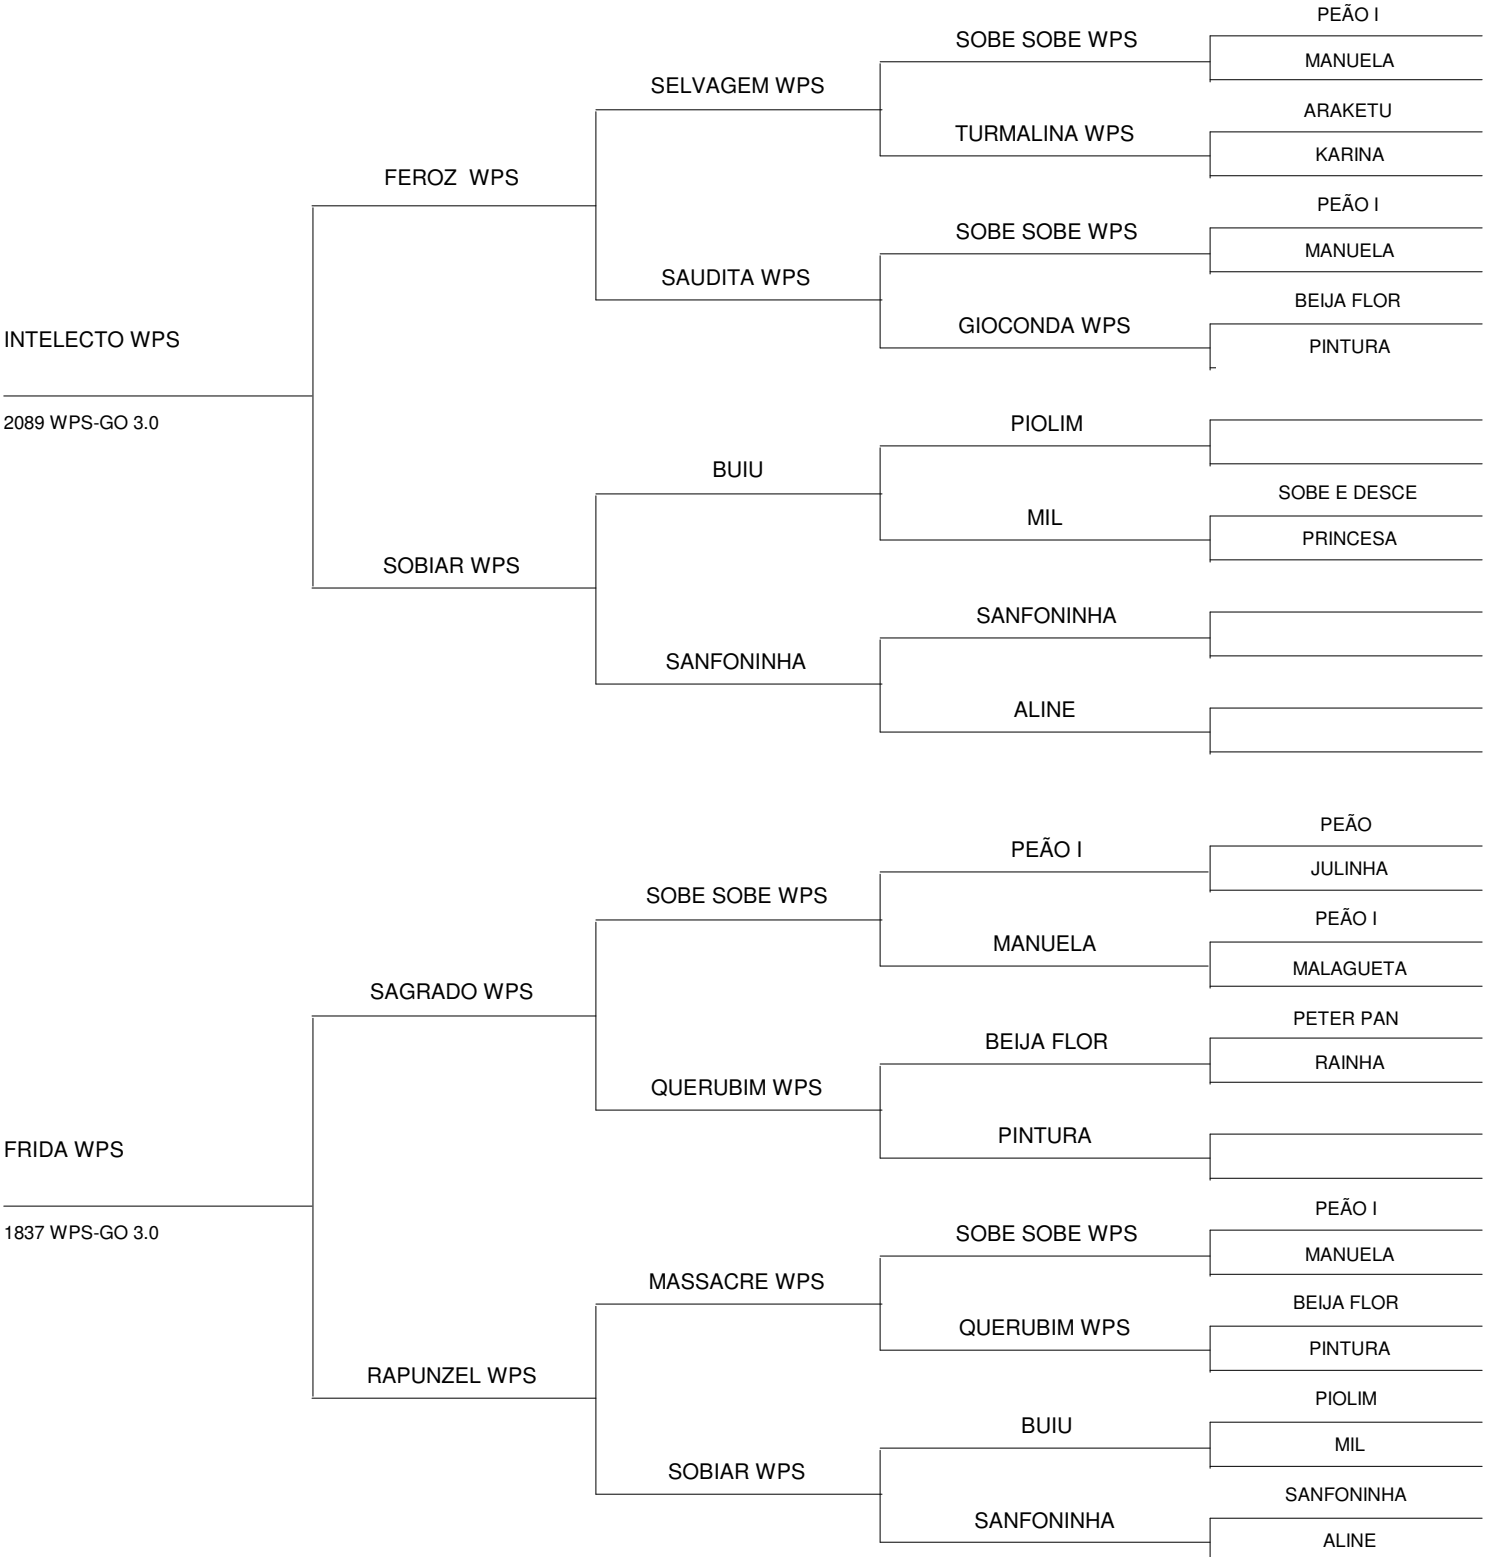 PEÃO I
SOBE SOBE WPS
MANUELA
SELVAGEM WPS
ARAKETU
TURMALINA WPS
KARINA
FEROZ  WPS
PEÃO I
SOBE SOBE WPS
MANUELA
SAUDITA WPS
BEIJA FLOR
GIOCONDA WPS
PINTURA
INTELECTO WPS
2089 WPS-GO 3.0
PIOLIM
BUIU
SOBE E DESCE
MIL
PRINCESA
SOBIAR WPS
SANFONINHA
SANFONINHA
ALINE
PEÃO
PEÃO I
JULINHA
SOBE SOBE WPS
PEÃO I
MANUELA
MALAGUETA
SAGRADO WPS
PETER PAN
BEIJA FLOR
RAINHA
QUERUBIM WPS
PINTURA
FRIDA WPS
1837 WPS-GO 3.0
PEÃO I
SOBE SOBE WPS
MANUELA
MASSACRE WPS
BEIJA FLOR
QUERUBIM WPS
PINTURA
RAPUNZEL WPS
PIOLIM
BUIU
MIL
SOBIAR WPS
SANFONINHA
SANFONINHA
ALINE